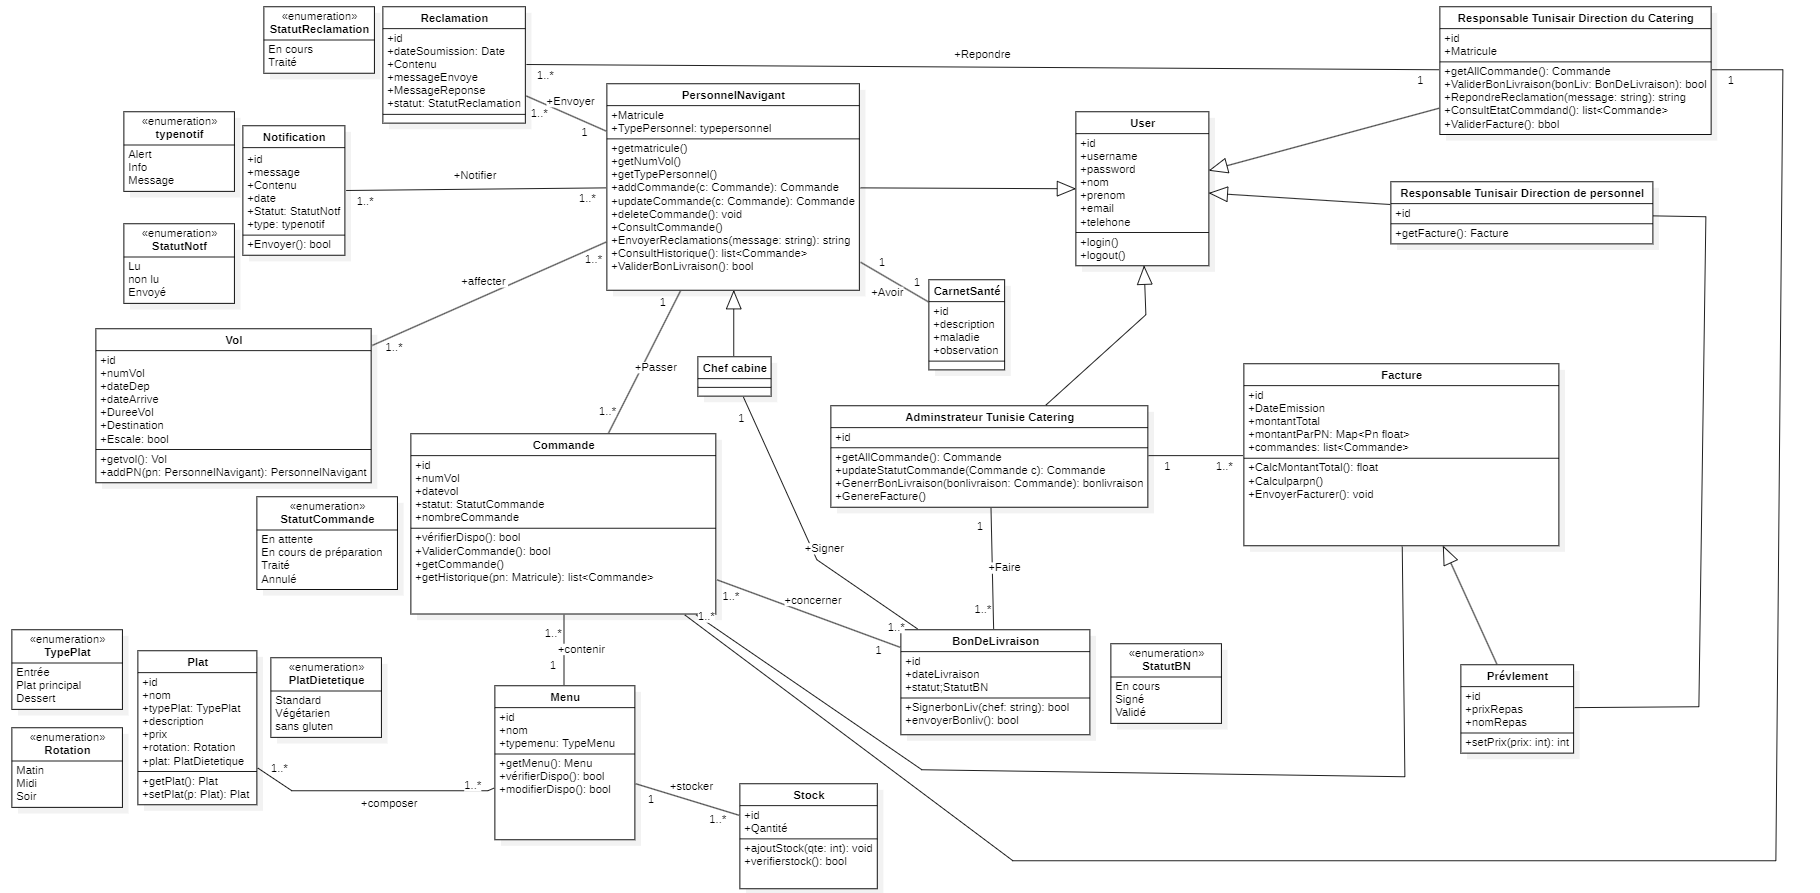 «enumeration»
StatutReclamation
En cours
Traité
Reclamation
+id
+dateSoumission: Date
+Contenu
+messageEnvoye
+MessageReponse
+statut: StatutReclamation
+Repondre
1..*
1
1
Responsable Tunisair Direction du Catering
+id
+Matricule
+getAllCommande(): Commande
+ValiderBonLivraison(bonLiv: BonDeLivraison): bool
+RepondreReclamation(message: string): string
+ConsultEtatCommdand(): list<Commande>
+ValiderFacture(): bbol
+Envoyer
1..*
1
PersonnelNavigant
+Matricule
+TypePersonnel: typepersonnel
+getmatricule()
+getNumVol()
+getTypePersonnel()
+addCommande(c: Commande): Commande
+updateCommande(c: Commande): Commande
+deleteCommande(): void
+ConsultCommande()
+EnvoyerReclamations(message: string): string
+ConsultHistorique(): list<Commande>
+ValiderBonLivraison(): bool
User
+id
+username
+password
+nom
+prenom
+email
+telehone
+login()
+logout()
Responsable Tunisair Direction de personnel
+id
+getFacture(): Facture
«enumeration»
typenotif
Alert
Info
Message
Notification
+id
+message
+Contenu
+date
+Statut: StatutNotf
+type: typenotif
+Envoyer(): bool
+Notifier
1..*
1..*
«enumeration»
StatutNotf
Lu
non lu
Envoyé
+affecter
1..*
1..*
1
1
+Avoir
CarnetSanté
+id
+description
+maladie
+observation
Vol
+id
+numVol
+dateDep
+dateArrive
+DureeVol
+Destination
+Escale: bool
+getvol(): Vol
+addPN(pn: PersonnelNavigant): PersonnelNavigant
1
+Passer
1..*
Chef cabine
1
Adminstrateur Tunisie Catering
+id
+getAllCommande(): Commande
+updateStatutCommande(Commande c): Commande
+GenerrBonLivraison(bonlivraison: Commande): bonlivraison
+GenereFacture()
1
1..*
Facture
+id
+DateEmission
+montantTotal
+montantParPN: Map<Pn float>
+commandes: list<Commande>
+CalcMontantTotal(): float
+Calculparpn()
+EnvoyerFacturer(): void
«enumeration»
StatutCommande
En attente
En cours de préparation
Traité
Annulé
Commande
+id
+numVol
+datevol
+statut: StatutCommande
+nombreCommande
+vérifierDispo(): bool
+ValiderCommande(): bool
+getCommande()
+getHistorique(pn: Matricule): list<Commande>
+Signer
1..*
1
+Faire
1..*
1..*
+concerner
1
1..*
BonDeLivraison
+id
+dateLivraison
+statut;StatutBN
+SignerbonLiv(chef: string): bool
+envoyerBonliv(): bool
«enumeration»
StatutBN
En cours
Signé
Validé
Prévlement
+id
+prixRepas
+nomRepas
+setPrix(prix: int): int
«enumeration»
TypePlat
Entrée
Plat principal
Dessert
«enumeration»
Rotation
Matin
Midi
Soir
Plat
+id
+nom
+typePlat: TypePlat
+description
+prix
+rotation: Rotation
+plat: PlatDietetique
+getPlat(): Plat
+setPlat(p: Plat): Plat
«enumeration»
PlatDietetique
Standard
Végétarien
sans gluten
1..*
+contenir
1
Menu
+id
+nom
+typemenu: TypeMenu
+getMenu(): Menu
+vérifierDispo(): bool
+modifierDispo(): bool
1..*
+composer
1..*
+stocker
1
1..*
Stock
+id
+Qantité
+ajoutStock(qte: int): void
+verifierstock(): bool